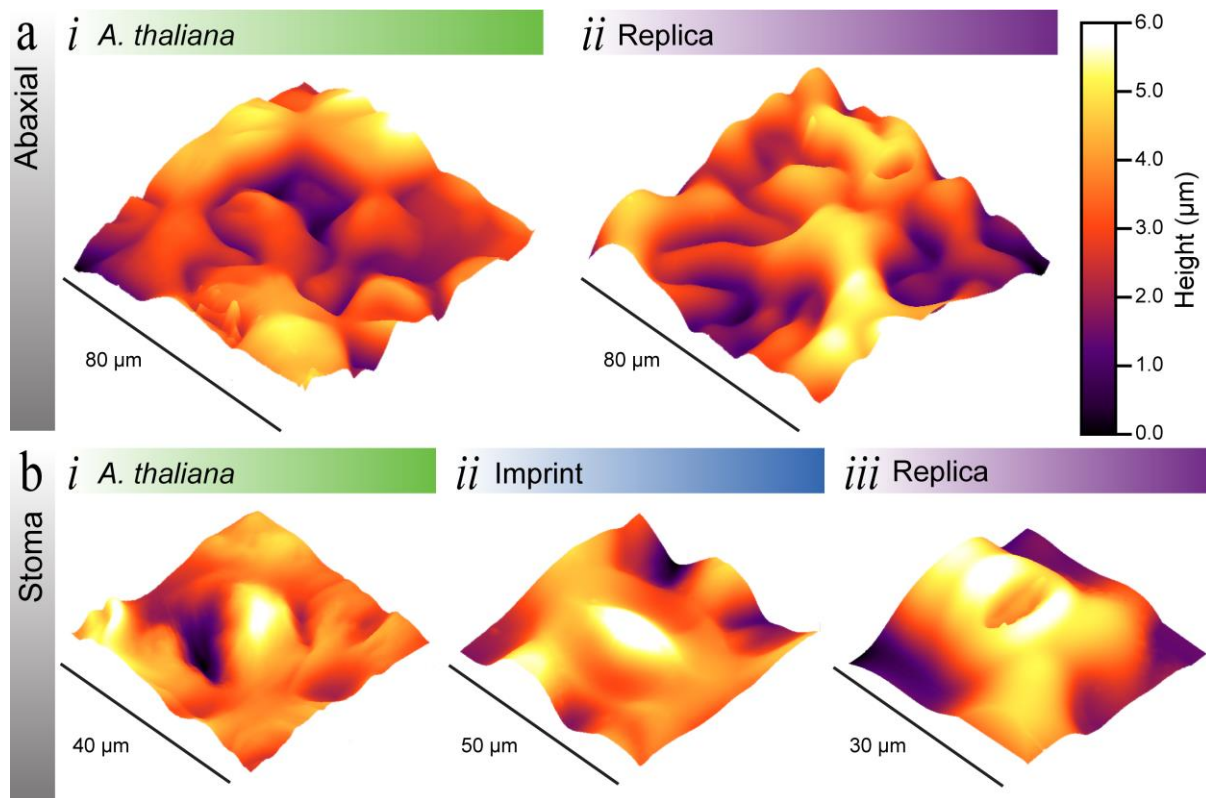 a
Abaxial
i A. thaliana
ii Replica
6.0
5.0
4.0
3.0
2.0
1.0
0.0
Height (µm)
80 µm
80 µm
b
Stoma
i A. thaliana
ii Imprint
iii Replica
40 µm
50 µm
30 µm